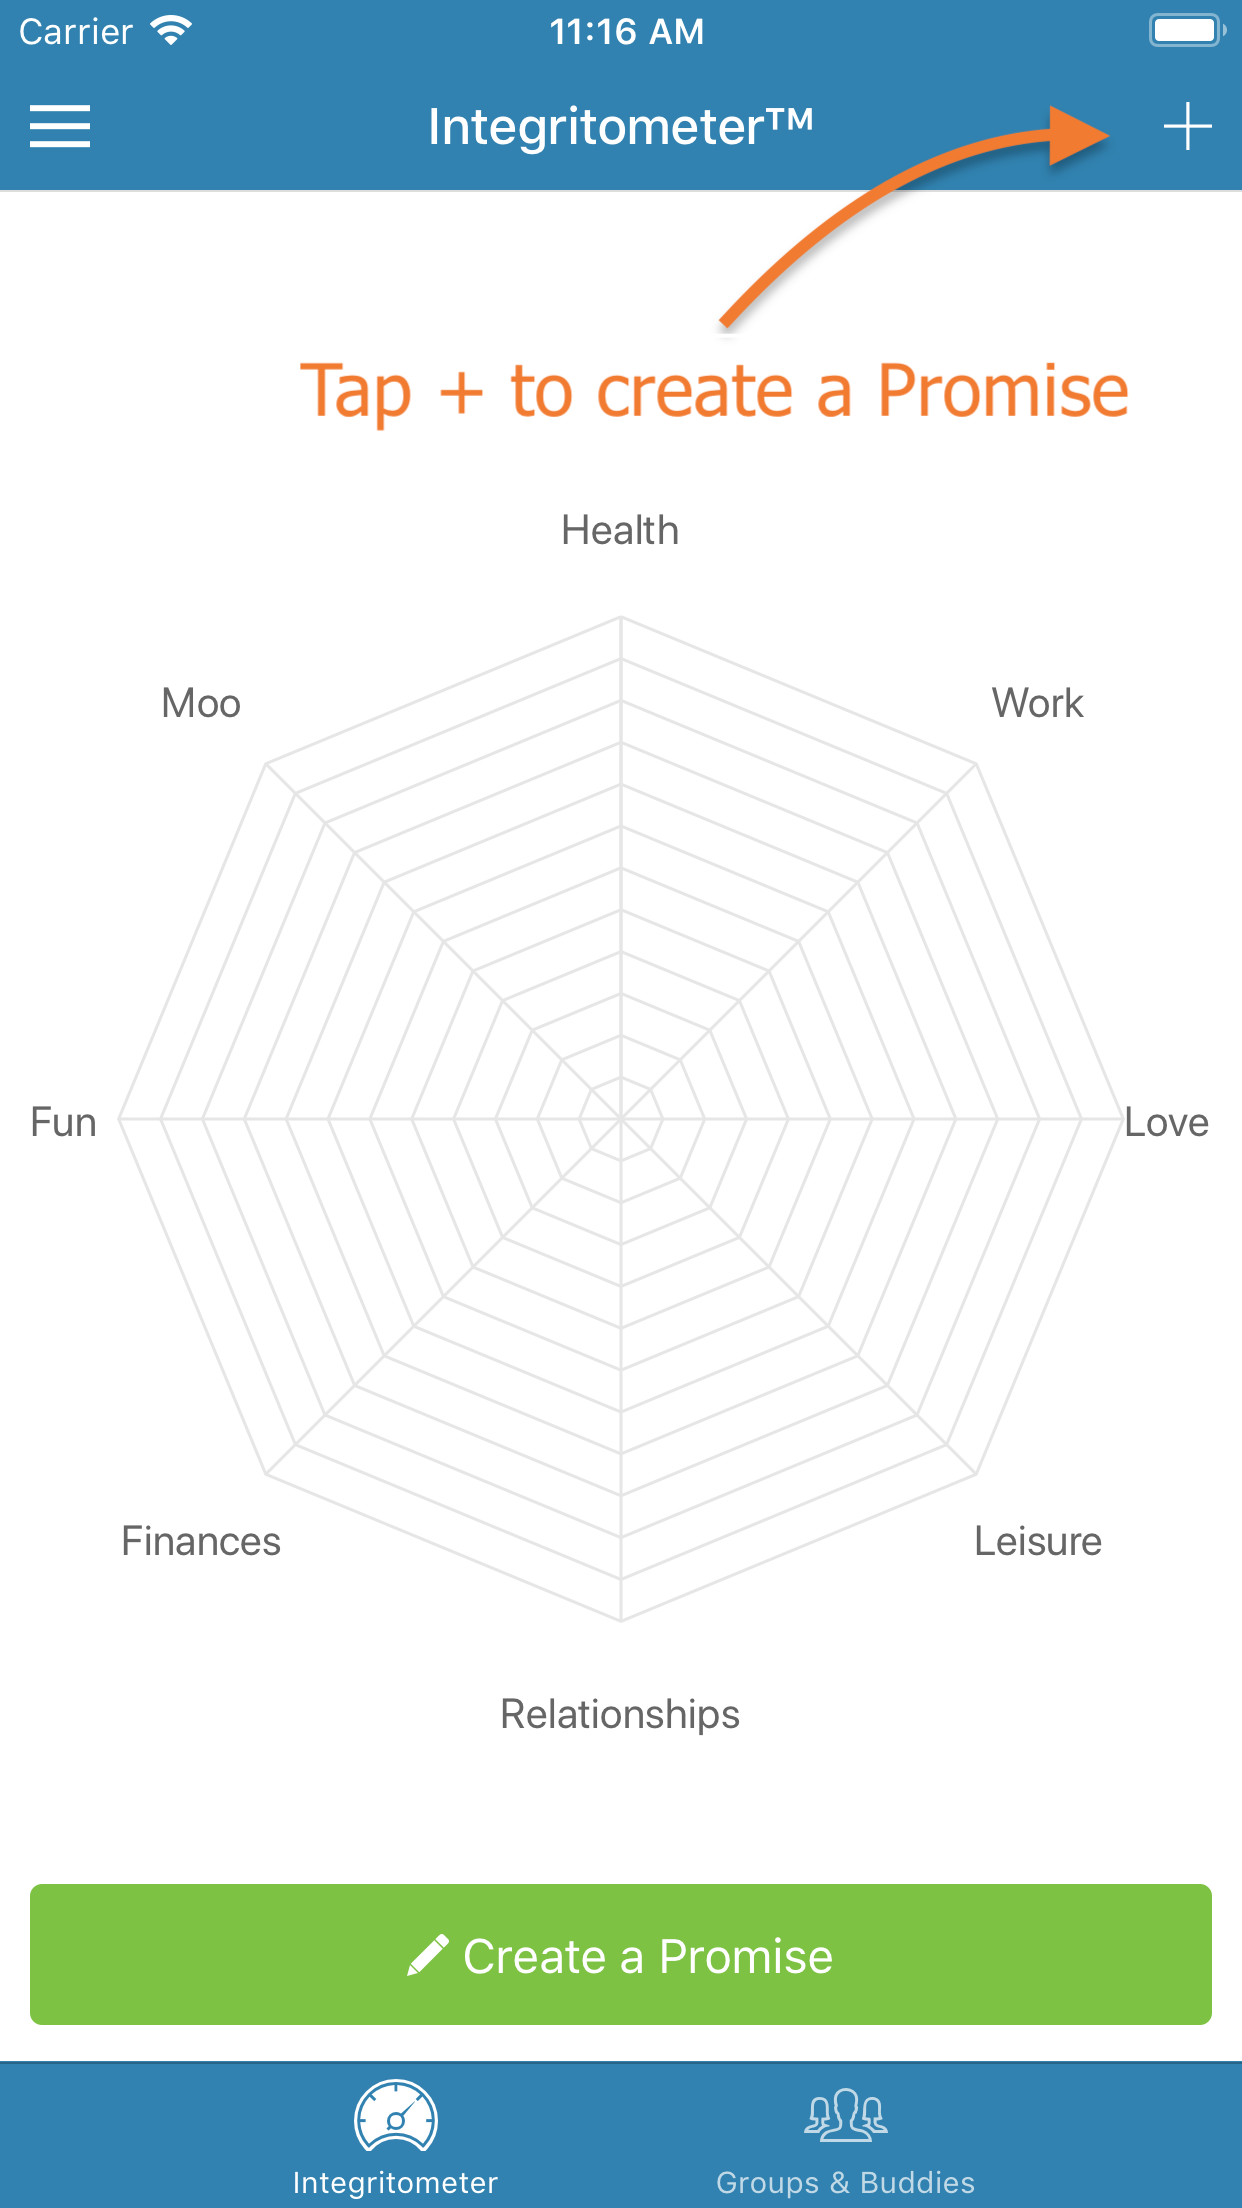 Carrier 11:16 AM
Integritometer™ +
Tap + to create a Promise
Health
Moo
Work
Fun
Love
Finances
Leisure
Relationships
Create a Promise
Integritometer
Groups & Buddies